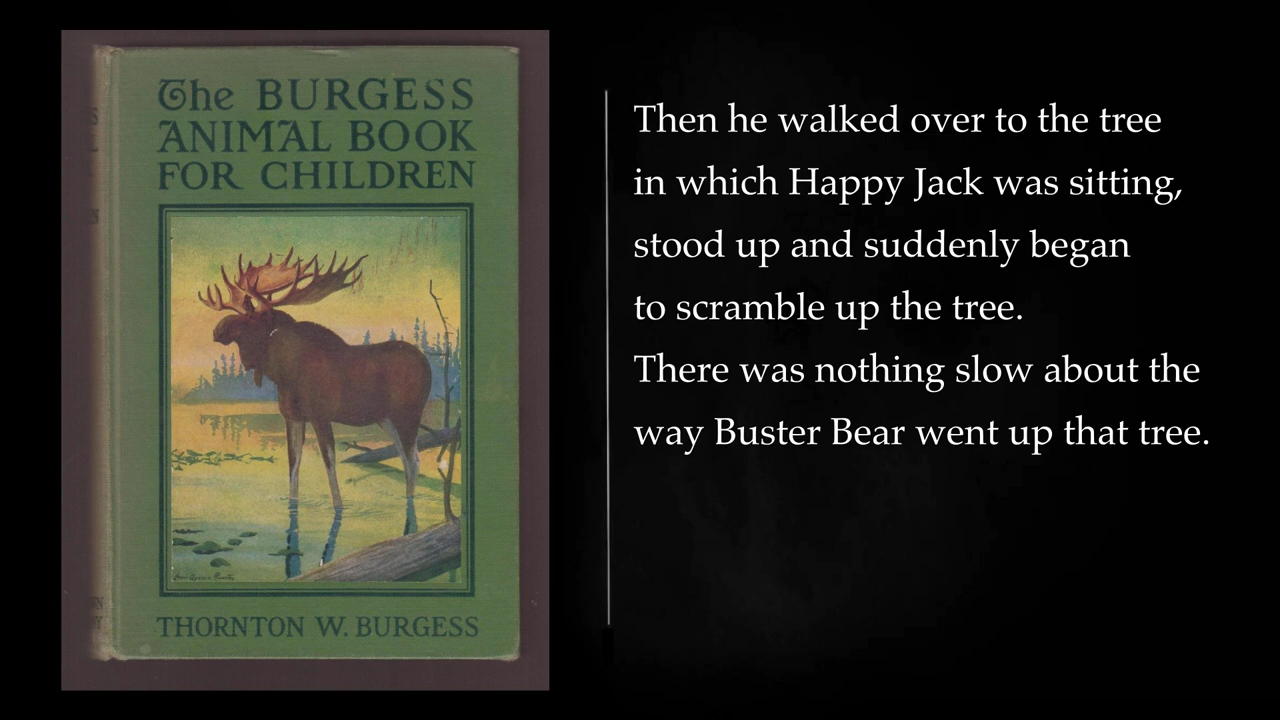 The BURGESS
ANIMAL BOOK
FOR CHILDREN
THORNTON W. BURGESS
Then he walked over to the tree
in which Happy Jack was sitting,
stood up and suddenly began
to scramble up the tree.
There was nothing slow about the
way Buster Bear went up that tree.